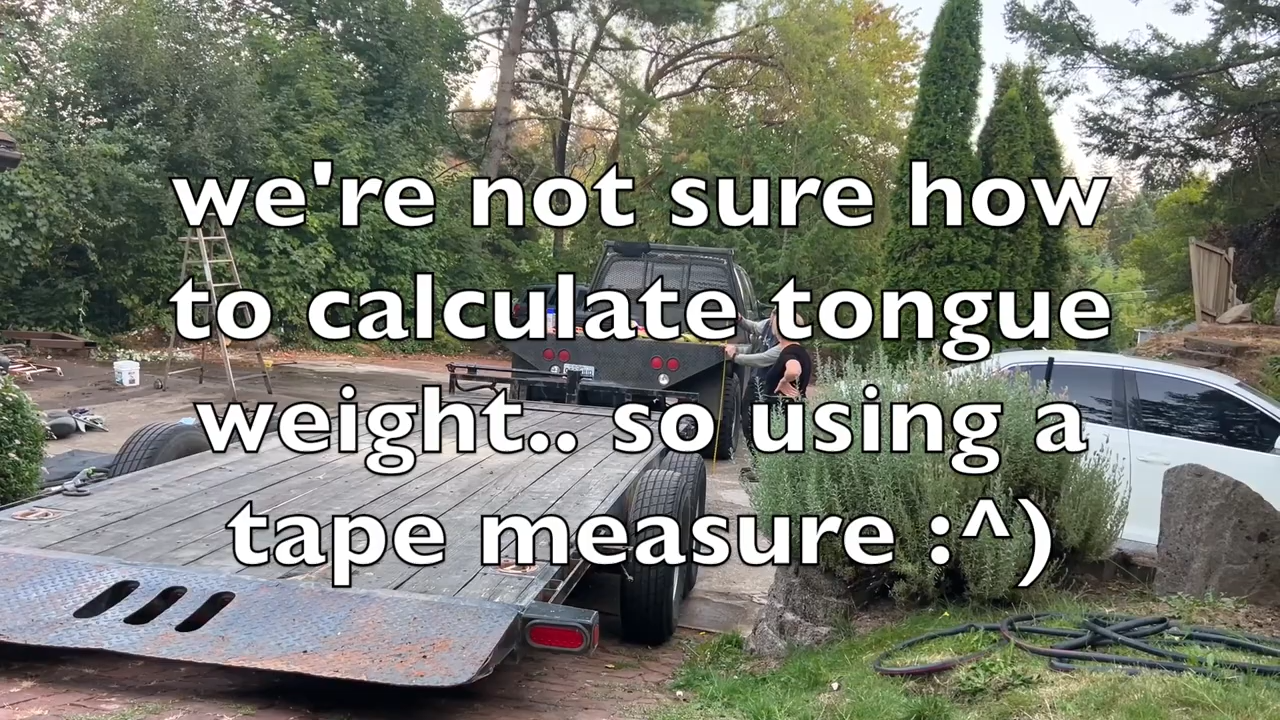 we're not sure how
to calculate tongue
weight.. so using a
tape measure :^)